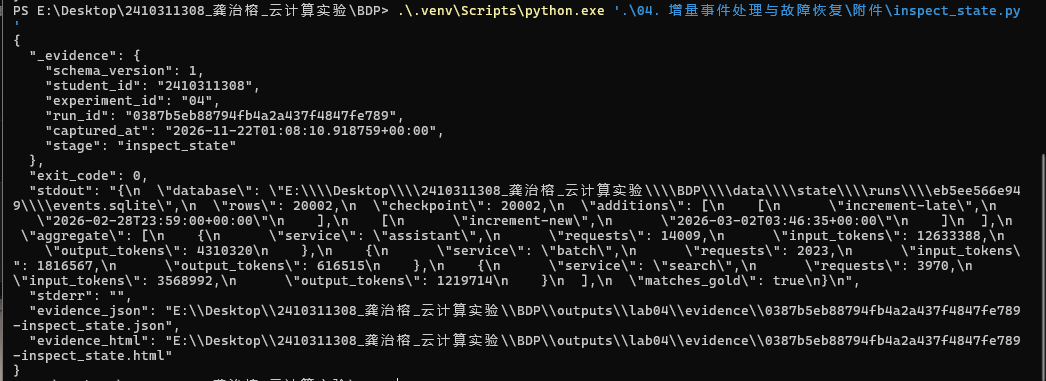 PS E:\Desktop\2410311308_龚治榕_云计算实验\BDP> .\.venv\Scripts\python.exe '.\04. 增量事件处理与故障恢复\附件\inspect_state.py
'
{
  "_evidence": {
    "schema_version": 1,
    "student_id": "2410311308",
    "experiment_id": "04",
    "run_id": "0387b5eb88794fb4a2a437f4847fe789",
    "captured_at": "2026-11-22T01:08:10.918759+00:00",
    "stage": "inspect_state"
  },
  "exit_code": 0,
  "stdout": "{\n  \"database\": \"E:\\\\Desktop\\\\2410311308_龚治榕_云计算实验\\\\BDP\\\\data\\\\state\\\\runs\\\\eb5ee566e94
9\\\\events.sqlite\",\n  \"rows\": 20002,\n  \"checkpoint\": 20002,\n  \"additions\": [\n    [\n      \"increment-late\",\n
      \"2026-02-28T23:59:00+00:00\"\n    ],\n    [\n      \"increment-new\",\n      \"2026-03-02T03:46:35+00:00\"\n    ]\n  ],\n
 \"aggregate\": [\n    {\n      \"service\": \"assistant\",\n      \"requests\": 14009,\n      \"input_tokens\": 12633388,\n
      \"output_tokens\": 4310320\n    },\n    {\n      \"service\": \"batch\",\n      \"requests\": 2023,\n      \"input_tokens\
": 1816567,\n      \"output_tokens\": 616515\n    },\n    {\n      \"service\": \"search\",\n      \"requests\": 3970,\n
\"input_tokens\": 3568992,\n      \"output_tokens\": 1219714\n    }\n  ],\n  \"matches_gold\": true\n}\n",
  "stderr": "",
  "evidence_json": "E:\\Desktop\\2410311308_龚治榕_云计算实验\\BDP\\outputs\\lab04\\evidence\\0387b5eb88794fb4a2a437f4847fe789
-inspect_state.json",
  "evidence_html": "E:\\Desktop\\2410311308_龚治榕_云计算实验\\BDP\\outputs\\lab04\\evidence\\0387b5eb88794fb4a2a437f4847fe789
-inspect_state.html"
}